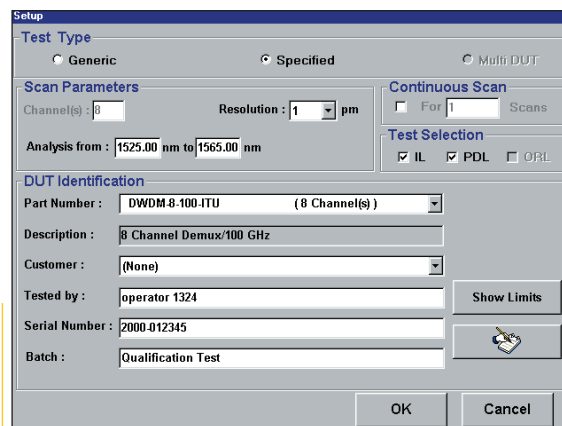 Setup
Test Type
Generic Specified Multi DUT
Scan Parameters
Channel(s) : 8 Resolution : 1 pm
Analysis from : 1525.00 nm to 1565.00 nm
Continuous Scan
For 1 Scans
Test Selection
IL PDL ORL
DUT Identification
Part Number : DWDM-8-100-ITU ( 8 Channel(s) )
Description : 8 Channel Demux/100 GHz
Customer : (None)
Tested by : operator 1324
Serial Number : 2000-012345
Batch : Qualification Test
Show Limits
OK Cancel